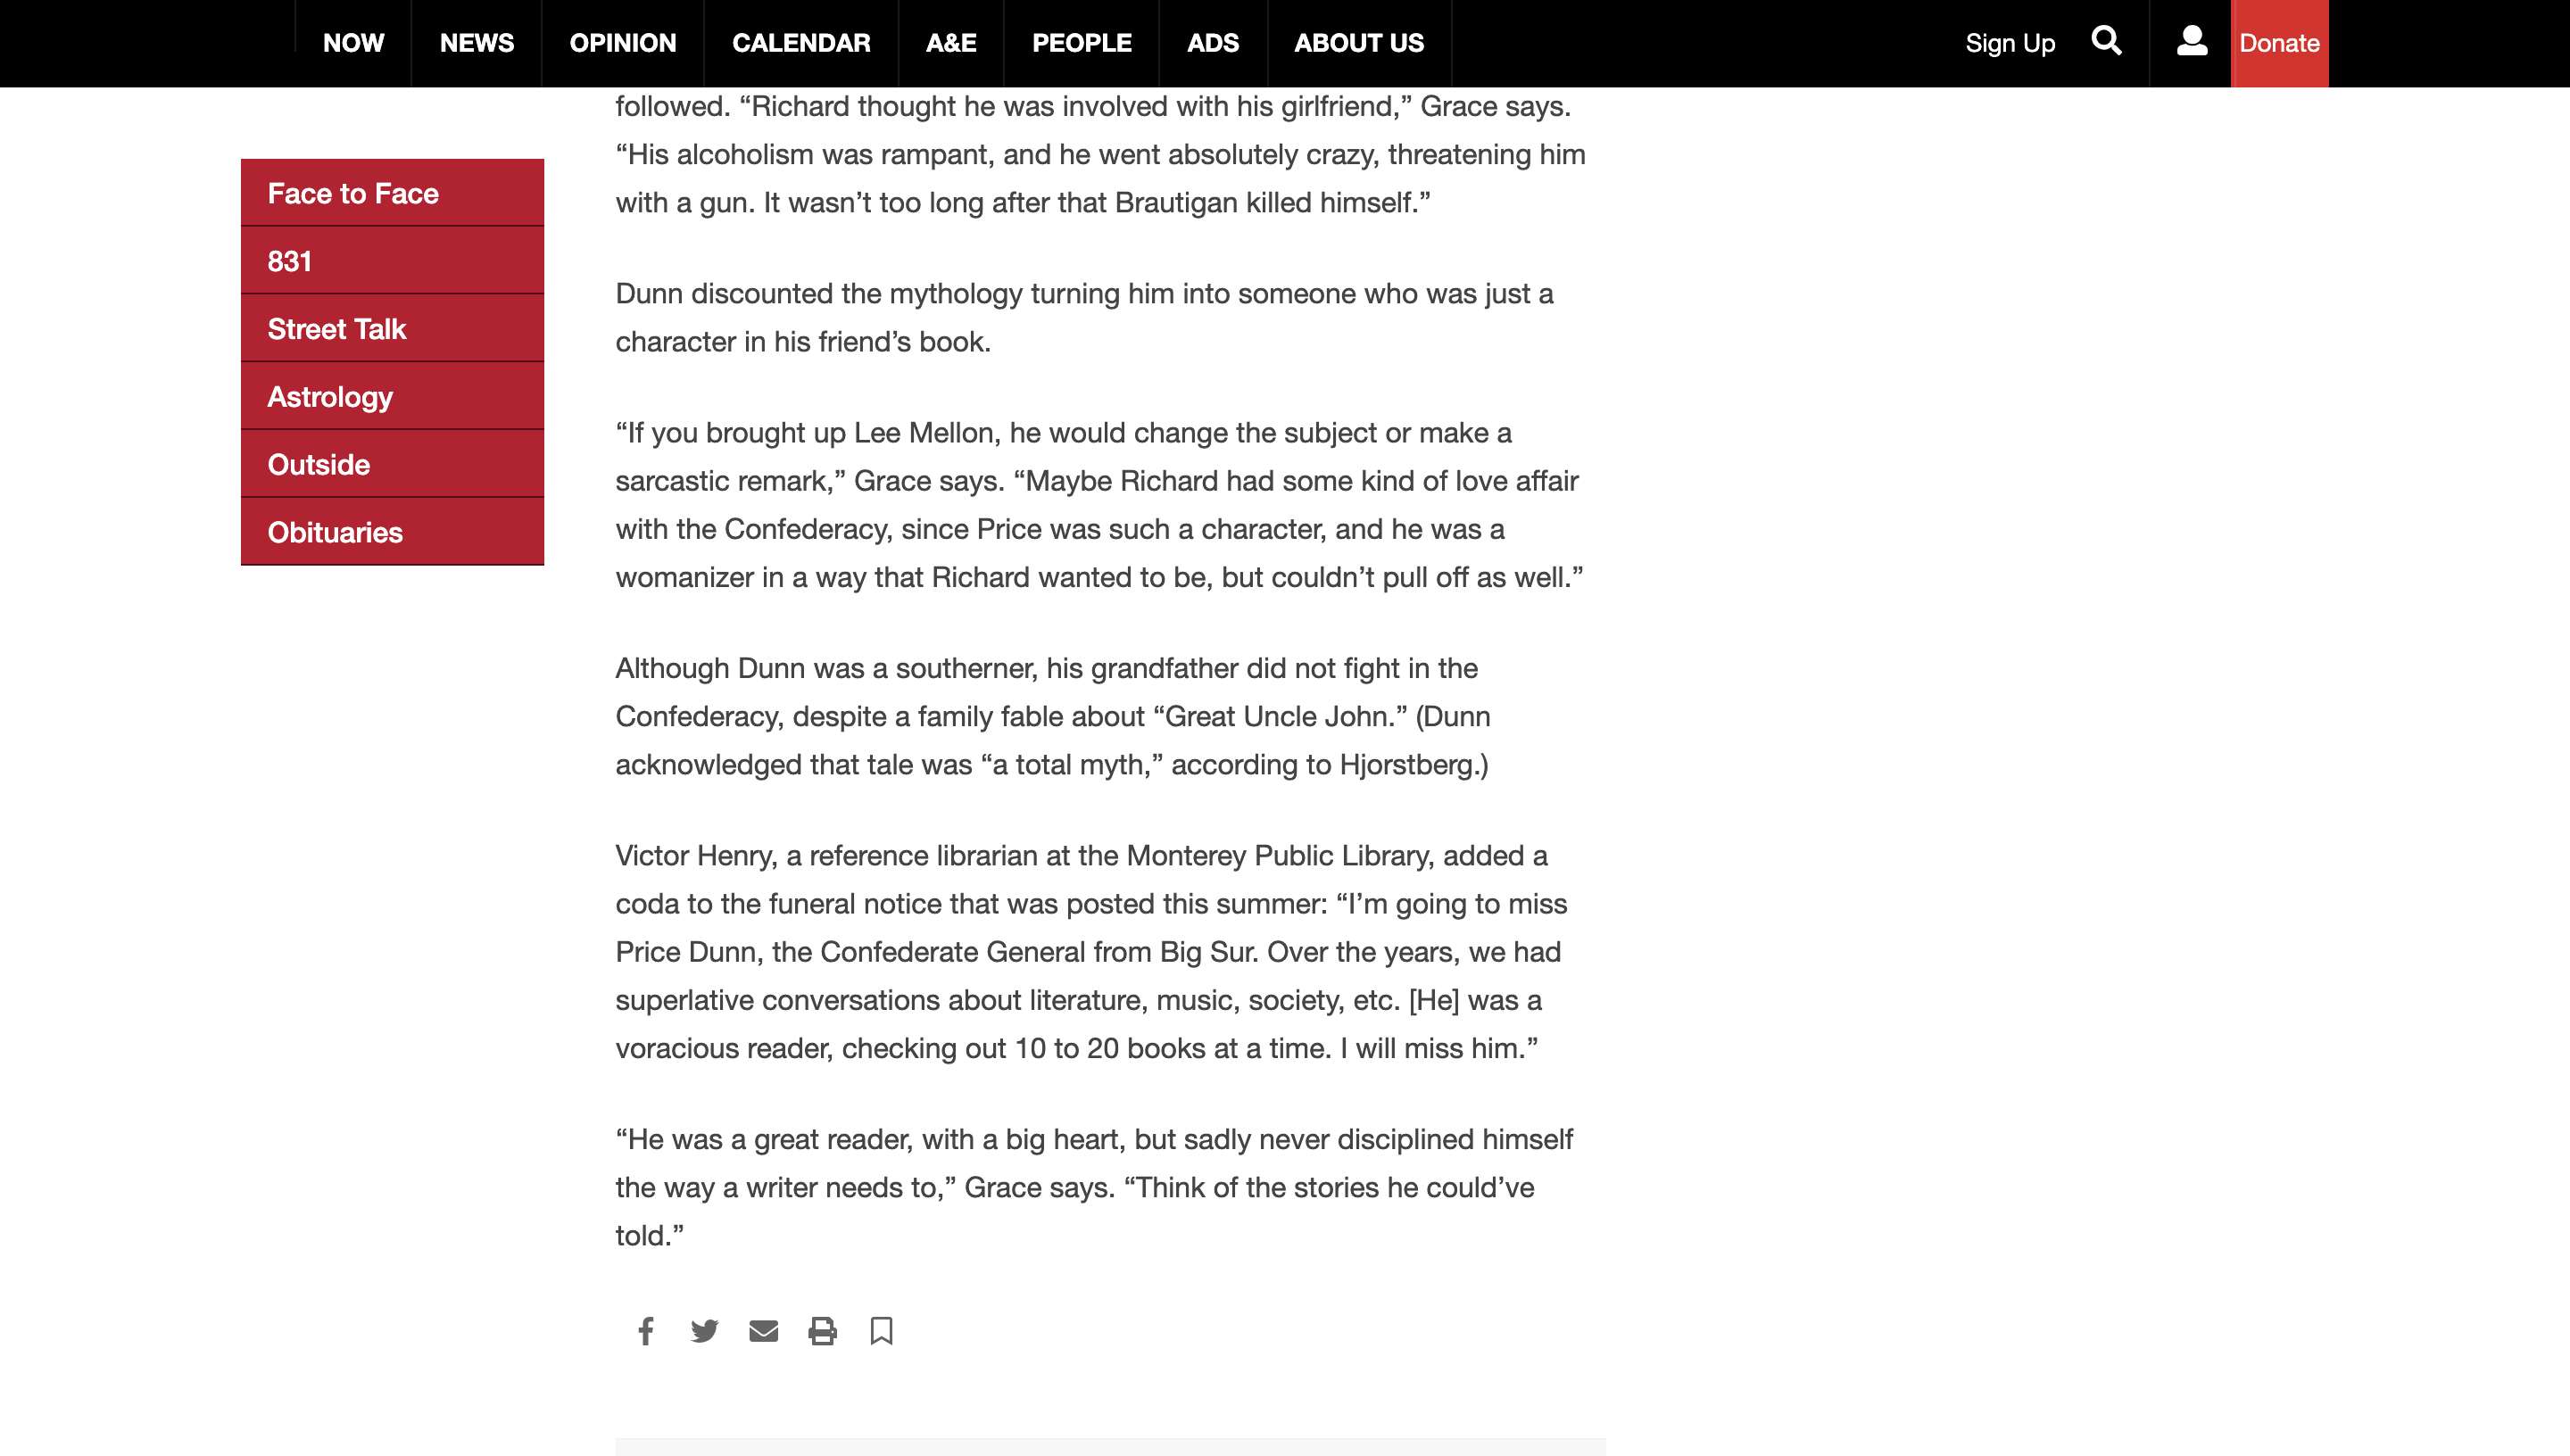 NOW NEWS OPINION CALENDAR A&E PEOPLE ADS ABOUT US Sign Up Donate
Face to Face
831
Street Talk
Astrology
Outside
Obituaries
followed. “Richard thought he was involved with his girlfriend,” Grace says.
“His alcoholism was rampant, and he went absolutely crazy, threatening him
with a gun. It wasn’t too long after that Brautigan killed himself.”
Dunn discounted the mythology turning him into someone who was just a
character in his friend’s book.
“If you brought up Lee Mellon, he would change the subject or make a
sarcastic remark,” Grace says. “Maybe Richard had some kind of love affair
with the Confederacy, since Price was such a character, and he was a
womanizer in a way that Richard wanted to be, but couldn’t pull off as well.”
Although Dunn was a southerner, his grandfather did not fight in the
Confederacy, despite a family fable about “Great Uncle John.” (Dunn
acknowledged that tale was “a total myth,” according to Hjorstberg.)
Victor Henry, a reference librarian at the Monterey Public Library, added a
coda to the funeral notice that was posted this summer: “I’m going to miss
Price Dunn, the Confederate General from Big Sur. Over the years, we had
superlative conversations about literature, music, society, etc. [He] was a
voracious reader, checking out 10 to 20 books at a time. I will miss him.”
“He was a great reader, with a big heart, but sadly never disciplined himself
the way a writer needs to,” Grace says. “Think of the stories he could’ve
told.”